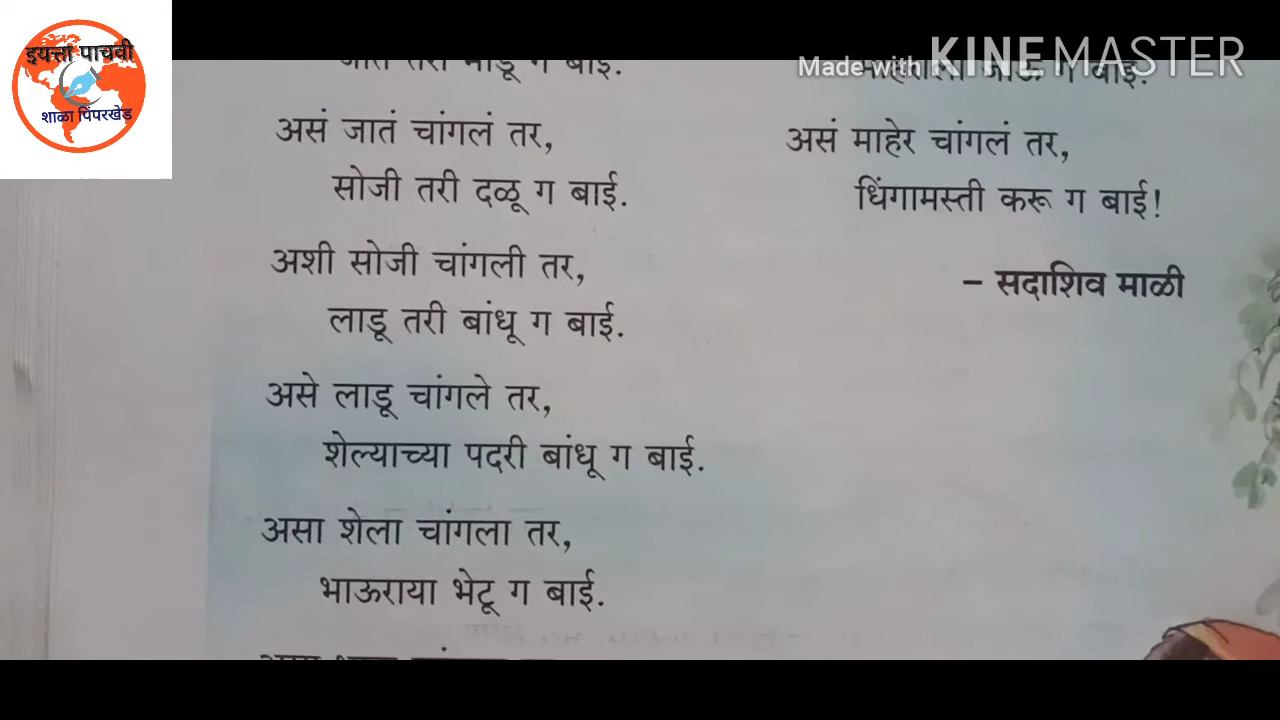 इयत्ता पाचवी
शाळा पिंपरखेड
Made with KINEMASTER
ग बाई.
असं जातं चांगलं तर,
सोजी तरी दळू ग बाई.
अशी सोजी चांगली तर,
लाडू तरी बांधू ग बाई.
असे लाडू चांगले तर,
शेल्याच्या पदरी बांधू ग बाई.
असा शेला चांगला तर,
भाऊराया भेटू ग बाई.
जाऊ ग बाई.
असं माहेर चांगलं तर,
धिंगामस्ती करू ग बाई!
– सदाशिव माळी